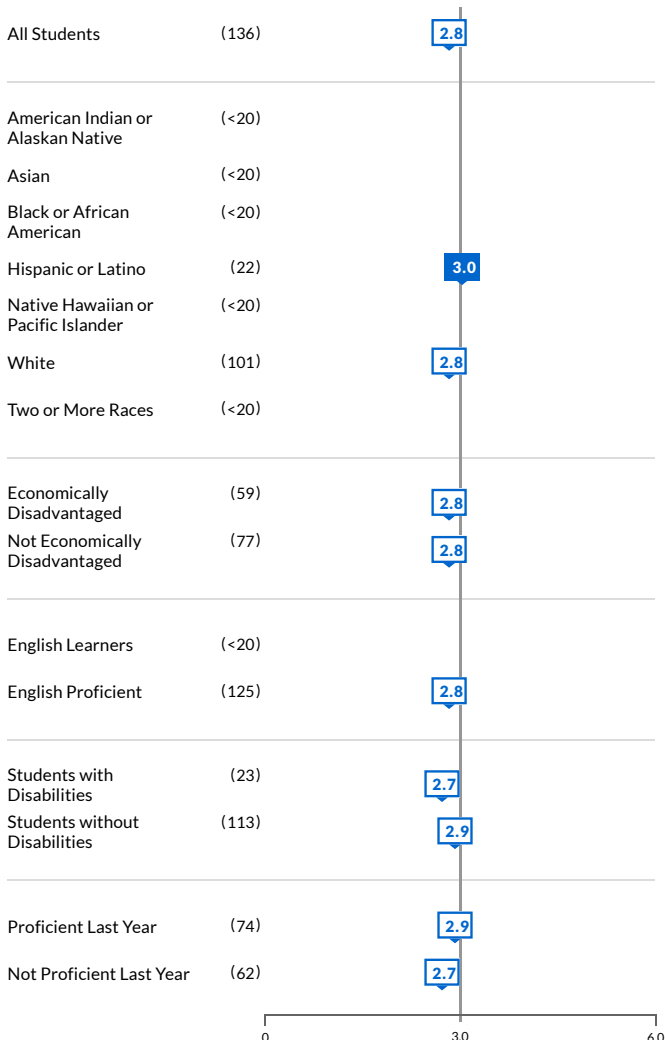 All Students (136) 2.8
American Indian or (<20)
Alaskan Native
Asian (<20)
Black or African (<20)
American
Hispanic or Latino (22) 3.0
Native Hawaiian or (<20)
Pacific Islander
White (101) 2.8
Two or More Races (<20)
Economically (59) 2.8
Disadvantaged
Not Economically (77) 2.8
Disadvantaged
English Learners (<20)
English Proficient (125) 2.8
Students with (23) 2.7
Disabilities
Students without (113) 2.9
Disabilities
Proficient Last Year (74) 2.9
Not Proficient Last Year (62) 2.7
0 3.0 6.0